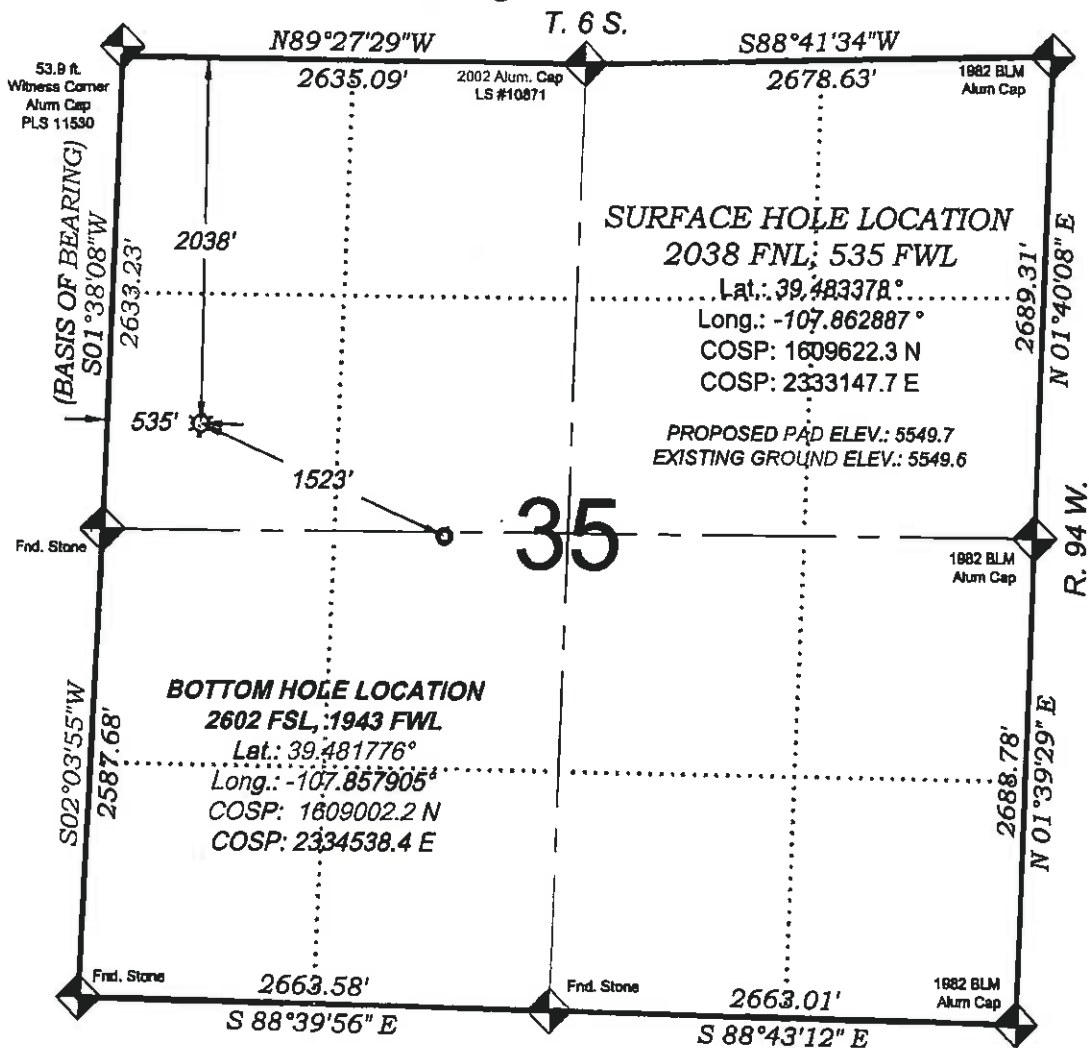 T. 6 S.
N89°27'29"W
2635.09'
S88°41'34"W
2678.63'
53.9 ft.
Witness Corner
Alum Cap
PLS 11530
2002 Alum. Cap
LS #10871
1982 BLM
Alum Cap
(BASIS OF BEARING)
S01°38'08"W
2633.23'
2038'
535'
1523'
SURFACE HOLE LOCATION
2038 FNL, 535 FWL
Lat.: 39.483378°
Long.: -107.862887°
COSP: 1609622.3 N
COSP: 2333147.7 E
PROPOSED PAD ELEV.: 5549.7
EXISTING GROUND ELEV.: 5549.6
2689.31'
N 01°40'08" E
R. 94 W.
35
Fnd. Stone
1982 BLM
Alum Cap
S02°03'55"W
2587.68'
BOTTOM HOLE LOCATION
2602 FSL, 1943 FWL
Lat.: 39.481776°
Long.: -107.857905°
COSP: 1609002.2 N
COSP: 2334538.4 E
2688.78'
N 01°39'29" E
Fnd. Stone
2663.58'
S 88°39'56" E
Fnd. Stone
2663.01'
S 88°43'12" E
1982 BLM
Alum Cap